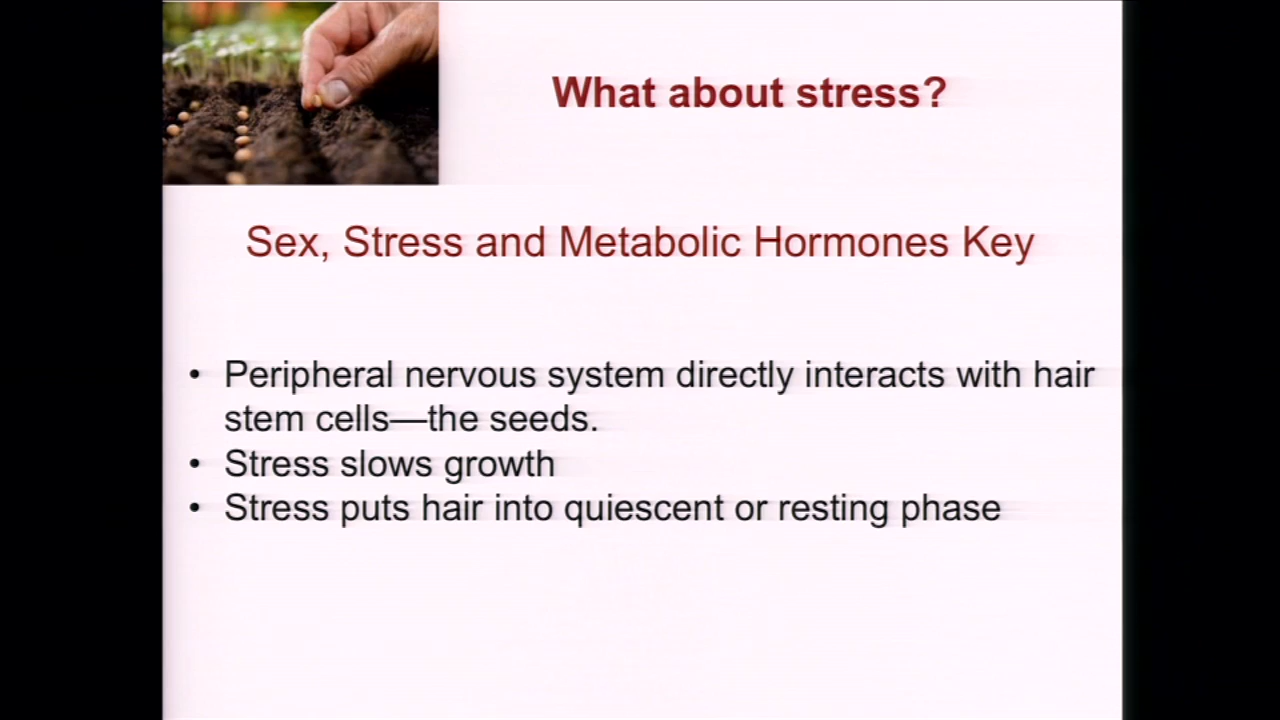 What about stress?
Sex, Stress and Metabolic Hormones Key
• Peripheral nervous system directly interacts with hair
stem cells—the seeds.
• Stress slows growth
• Stress puts hair into quiescent or resting phase